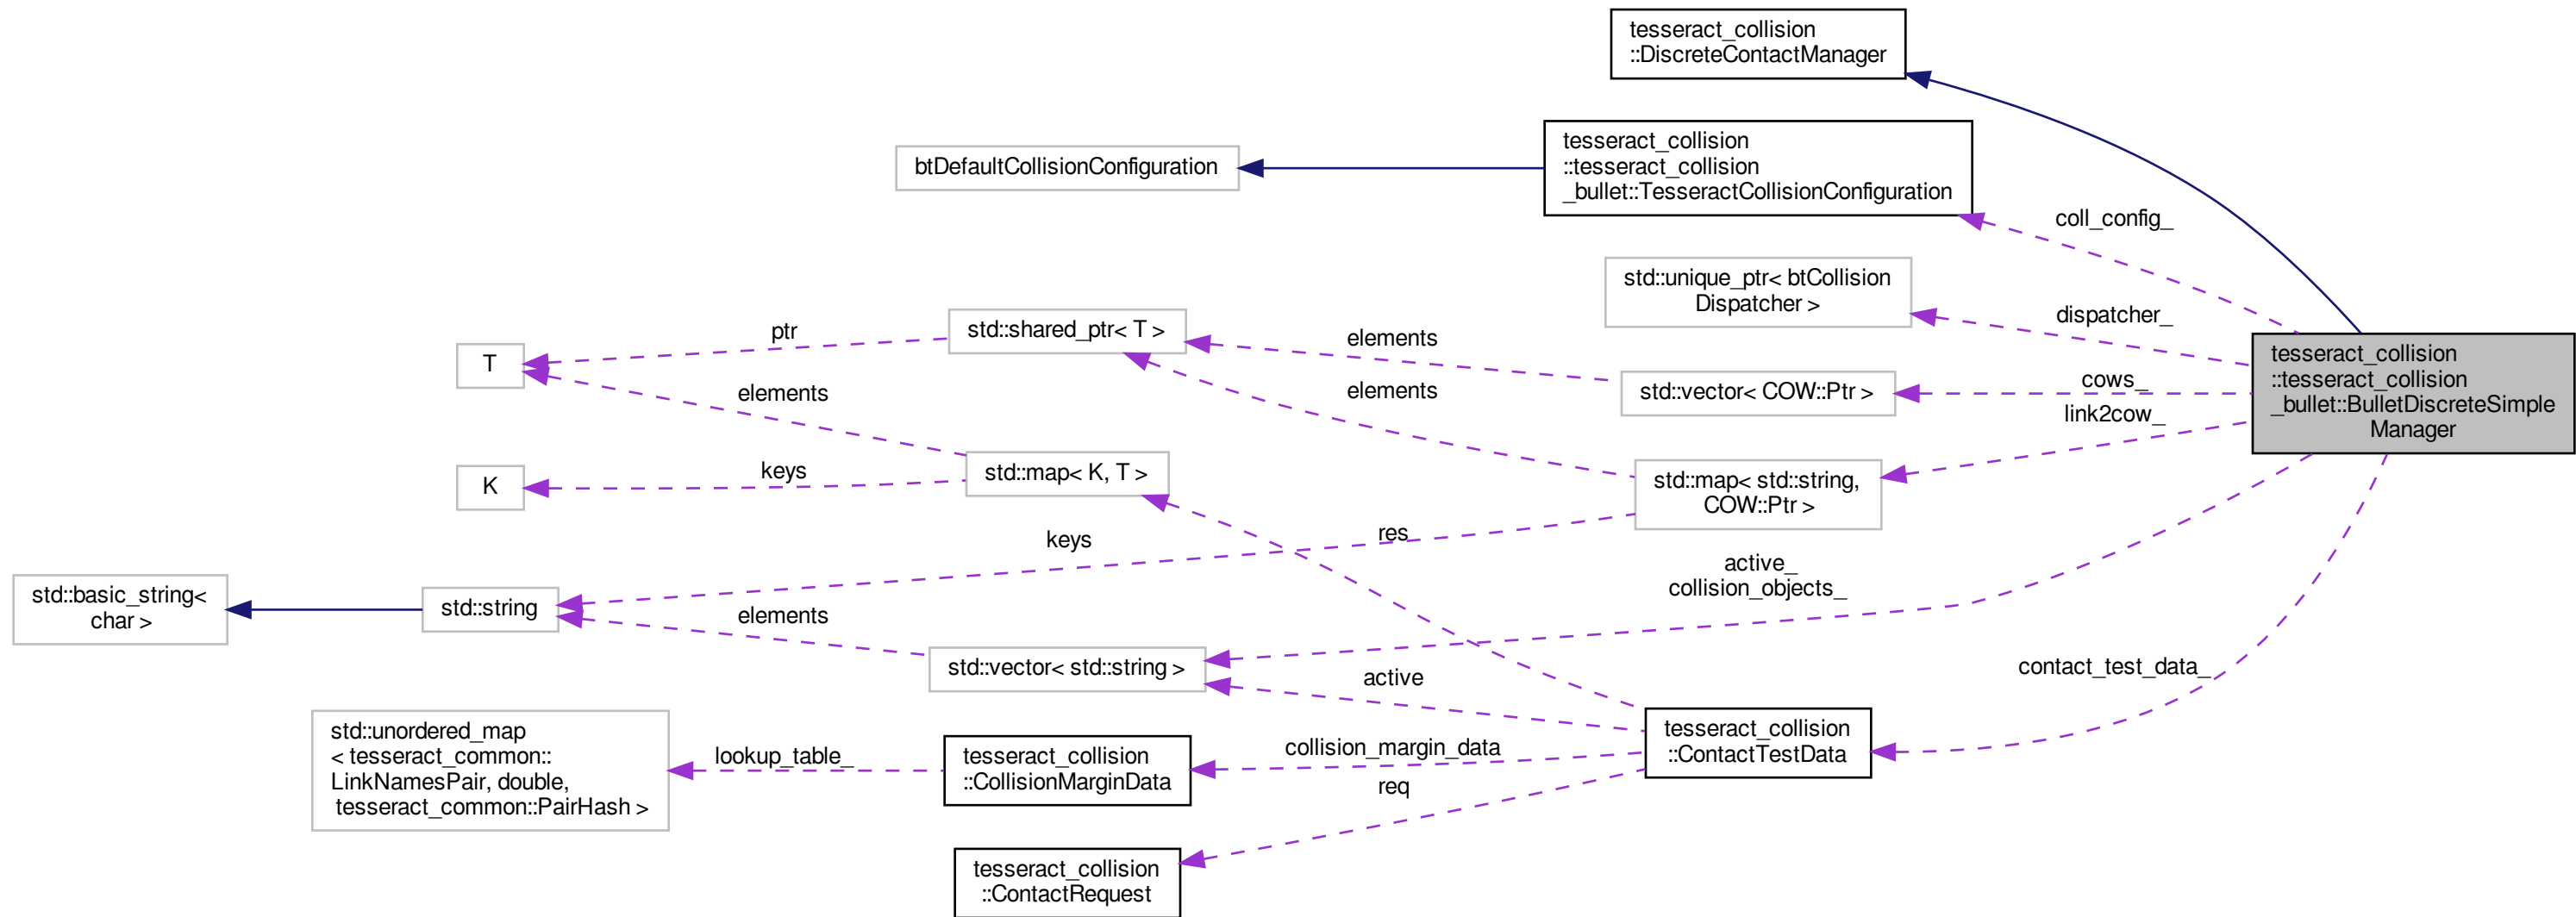 tesseract_collision
::DiscreteContactManager
tesseract_collision
::tesseract_collision
_bullet::TesseractCollisionConfiguration
btDefaultCollisionConfiguration
coll_config_
std::unique_ptr< btCollision
Dispatcher >
dispatcher_
std::shared_ptr< T >
ptr
T
elements
elements
elements
std::vector< COW::Ptr >
cows_
link2cow_
tesseract_collision
::tesseract_collision
_bullet::BulletDiscreteSimple
Manager
std::map< K, T >
keys
K
std::map< std::string,
COW::Ptr >
keys
res
active_
collision_objects_
std::basic_string<
char >
std::string
elements
std::vector< std::string >
active
contact_test_data_
std::unordered_map
< tesseract_common::
LinkNamesPair, double,
tesseract_common::PairHash >
lookup_table_
tesseract_collision
::CollisionMarginData
collision_margin_data
req
tesseract_collision
::ContactTestData
tesseract_collision
::ContactRequest